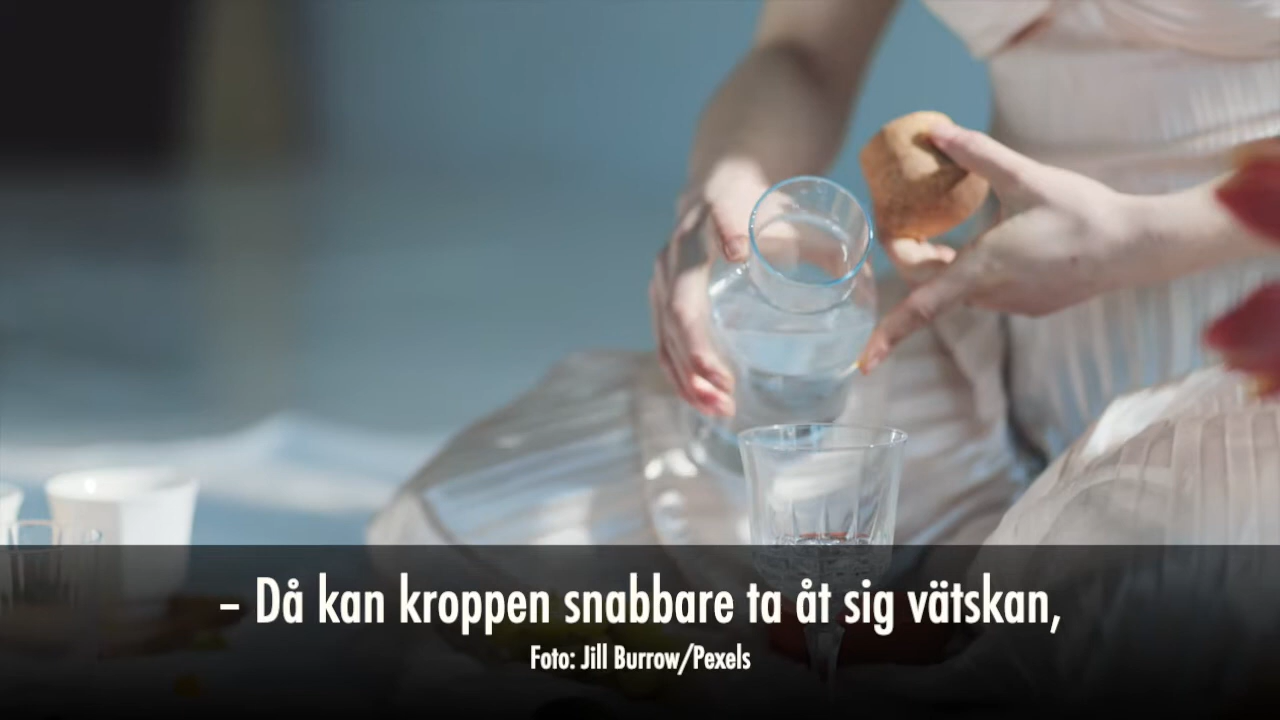 – Då kan kroppen snabbare ta åt sig vätskan,
Foto: Jill Burrow/Pexels